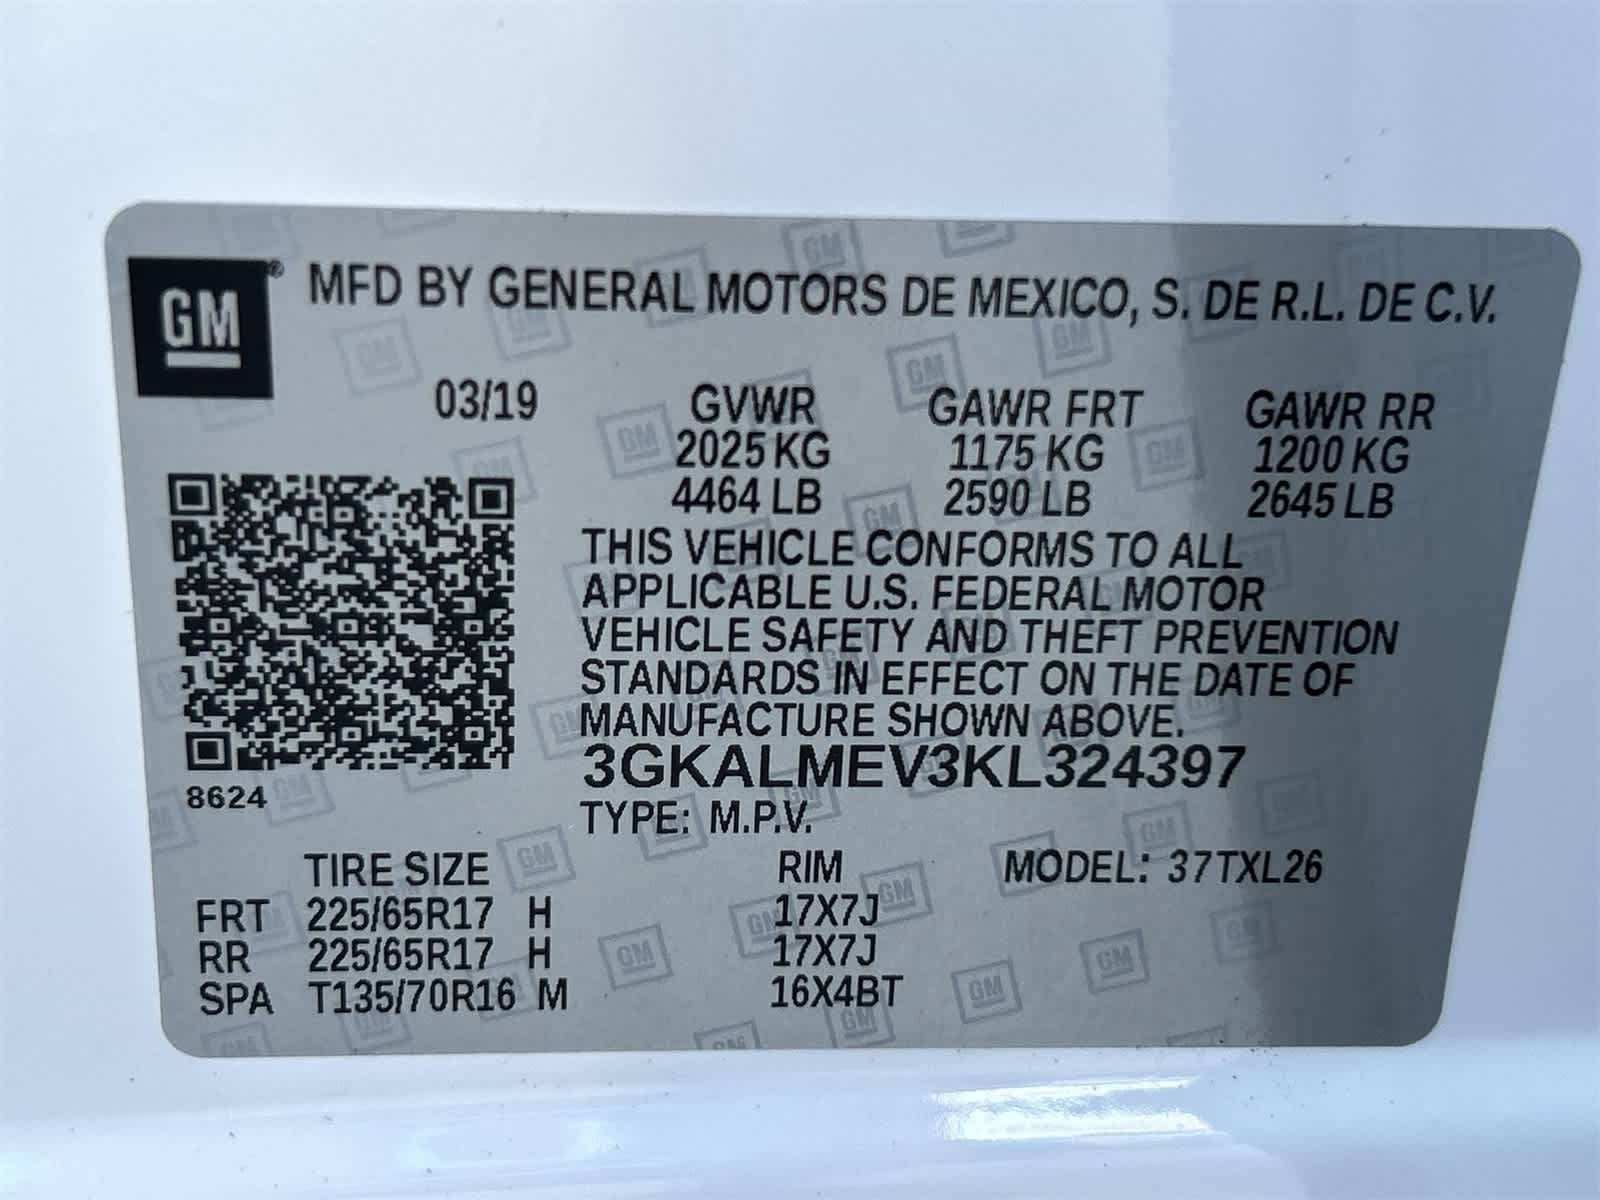 GM® MFD BY GENERAL MOTORS DE MEXICO, S. DE R.L. DE C.V.
03/19 GVWR GAWR FRT GAWR RR
2025 KG 1175 KG 1200 KG
4464 LB 2590 LB 2645 LB
THIS VEHICLE CONFORMS TO ALL
APPLICABLE U.S. FEDERAL MOTOR
VEHICLE SAFETY AND THEFT PREVENTION
STANDARDS IN EFFECT ON THE DATE OF
MANUFACTURE SHOWN ABOVE.
3GKALMEV3KL324397
8624
TYPE: M.P.V.
TIRE SIZE RIM MODEL: 37TXL26
FRT 225/65R17 H 17X7J
RR 225/65R17 H 17X7J
SPA T135/70R16 M 16X4BT